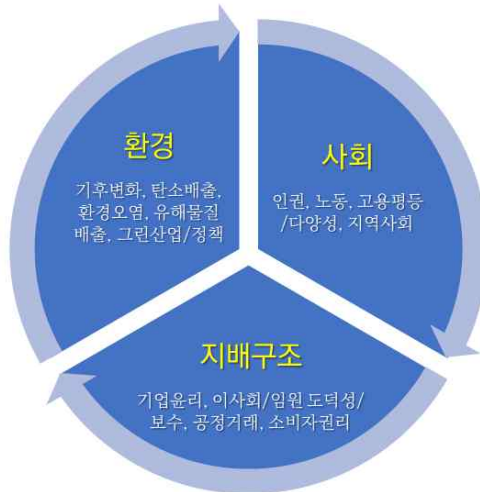 환경
기후변화, 탄소배출,
환경오염, 유해물질
배출, 그린산업/정책
사회
인권, 노동, 고용평등
/다양성, 지역사회
지배구조
기업윤리, 이사회/임원 도덕성/
보수, 공정거래, 소비자권리